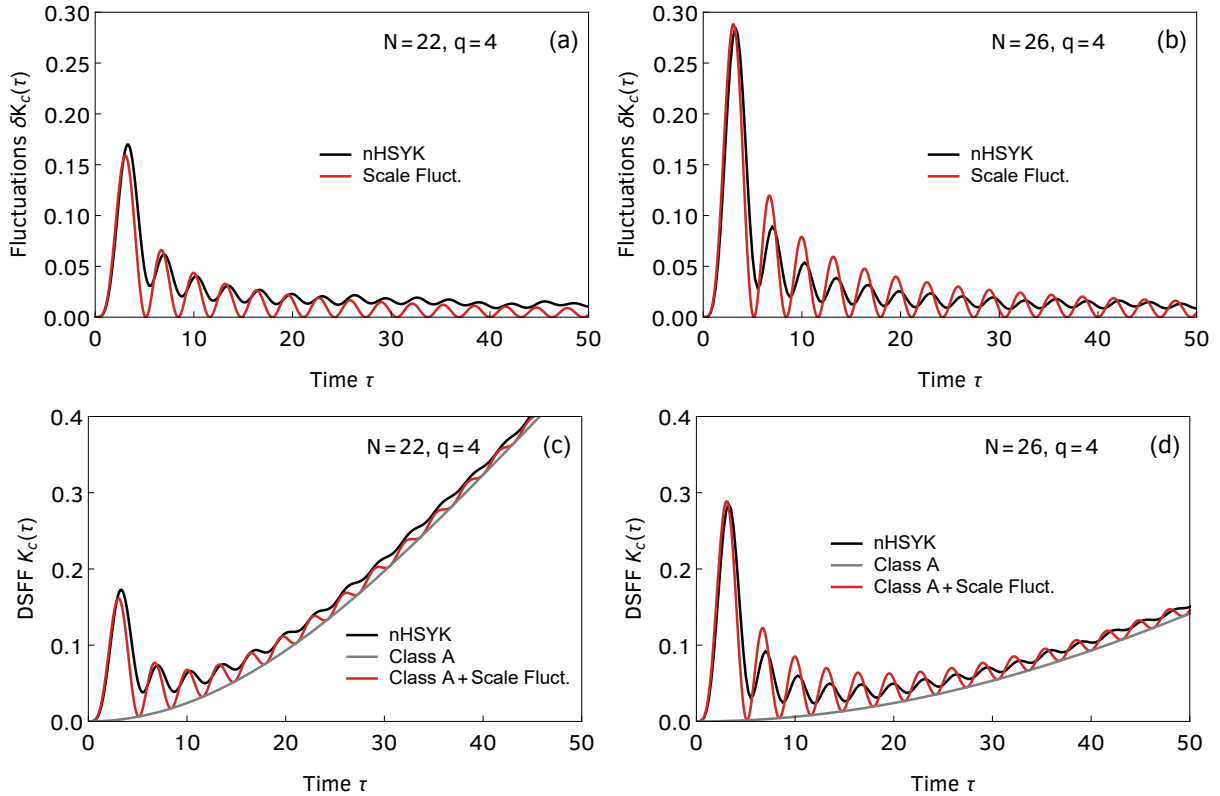 N = 22, q = 4 (a)
nHSYK
Scale Fluct.
0.30
0.25
0.20
0.15
0.10
0.05
0.00
0 10 20 30 40 50
Fluctuations δK_c(τ)
Time τ
N = 26, q = 4 (b)
nHSYK
Scale Fluct.
0.30
0.25
0.20
0.15
0.10
0.05
0.00
0 10 20 30 40 50
Fluctuations δK_c(τ)
Time τ
N = 22, q = 4 (c)
nHSYK
Class A
Class A + Scale Fluct.
0.4
0.3
0.2
0.1
0.0
0 10 20 30 40 50
DSFF K_c(τ)
Time τ
N = 26, q = 4 (d)
nHSYK
Class A
Class A + Scale Fluct.
0.4
0.3
0.2
0.1
0.0
0 10 20 30 40 50
DSFF K_c(τ)
Time τ